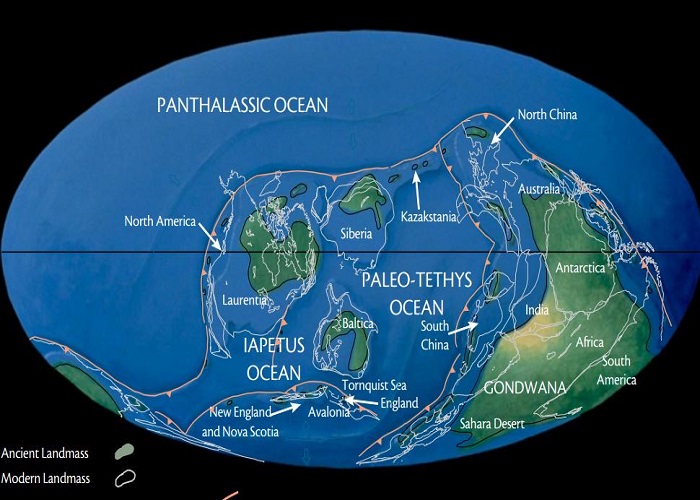 PANTHALASSIC OCEAN
North China
Australia
Kazakstania
North America
Siberia
Antarctica
Laurentia
PALEO-TETHYS
OCEAN
India
South
China
Baltica
IAPETUS
OCEAN
Africa
South
America
GONDWANA
Tornquist Sea
England
New England
and Nova Scotia
Avalonia
Sahara Desert
Ancient Landmass
Modern Landmass